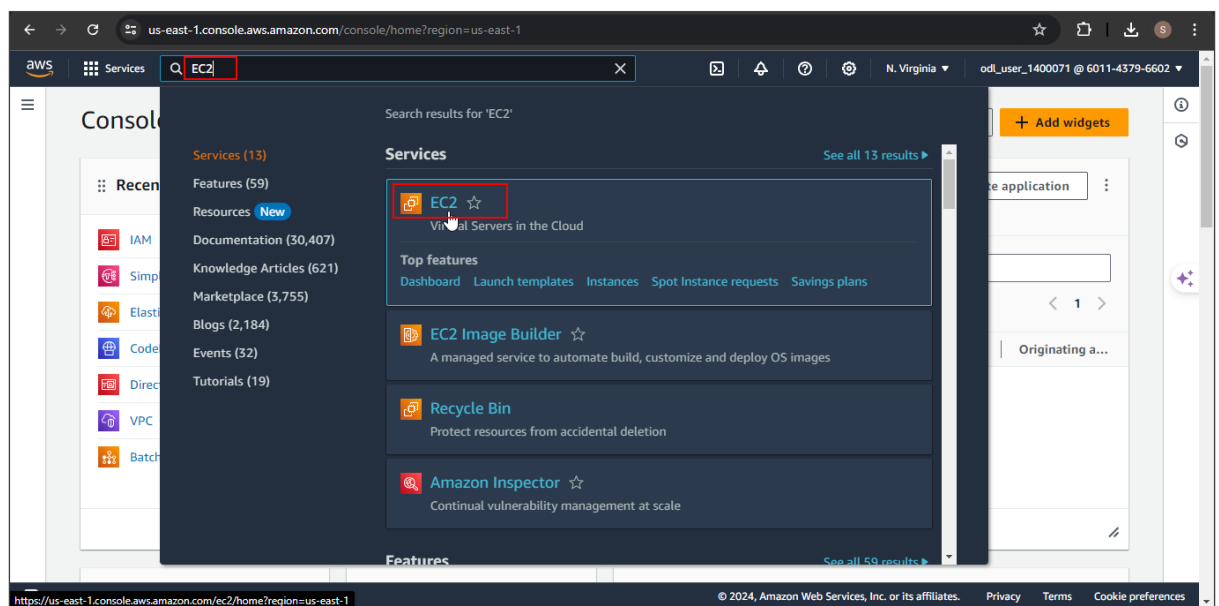 us-east-1.console.aws.amazon.com/console/home?region=us-east-1
S
aws
Services
EC2
N. Virginia
odl_user_1400071 @ 6011-4379-6602
Search results for 'EC2'
+ Add widgets
Services (13)
Features (59)
Resources New
Documentation (30,407)
Knowledge Articles (621)
Marketplace (3,755)
Blogs (2,184)
Events (32)
Tutorials (19)
Services
See all 13 results
EC2
Servers in the Cloud
Top features
Dashboard Launch templates Instances Spot Instance requests Savings plans
EC2 Image Builder
A managed service to automate build, customize and deploy OS images
Recycle Bin
Protect resources from accidental deletion
Amazon Inspector
Continual vulnerability management at scale
Features
See all 59 results
Consol
Recen
IAM
Simp
Elasti
Code
Direc
VPC
Batch
application
1
Originating a...
https://us-east-1.console.aws.amazon.com/ec2/home?region=us-east-1
© 2024, Amazon Web Services, Inc. or its affiliates.
Privacy Terms Cookie preferences